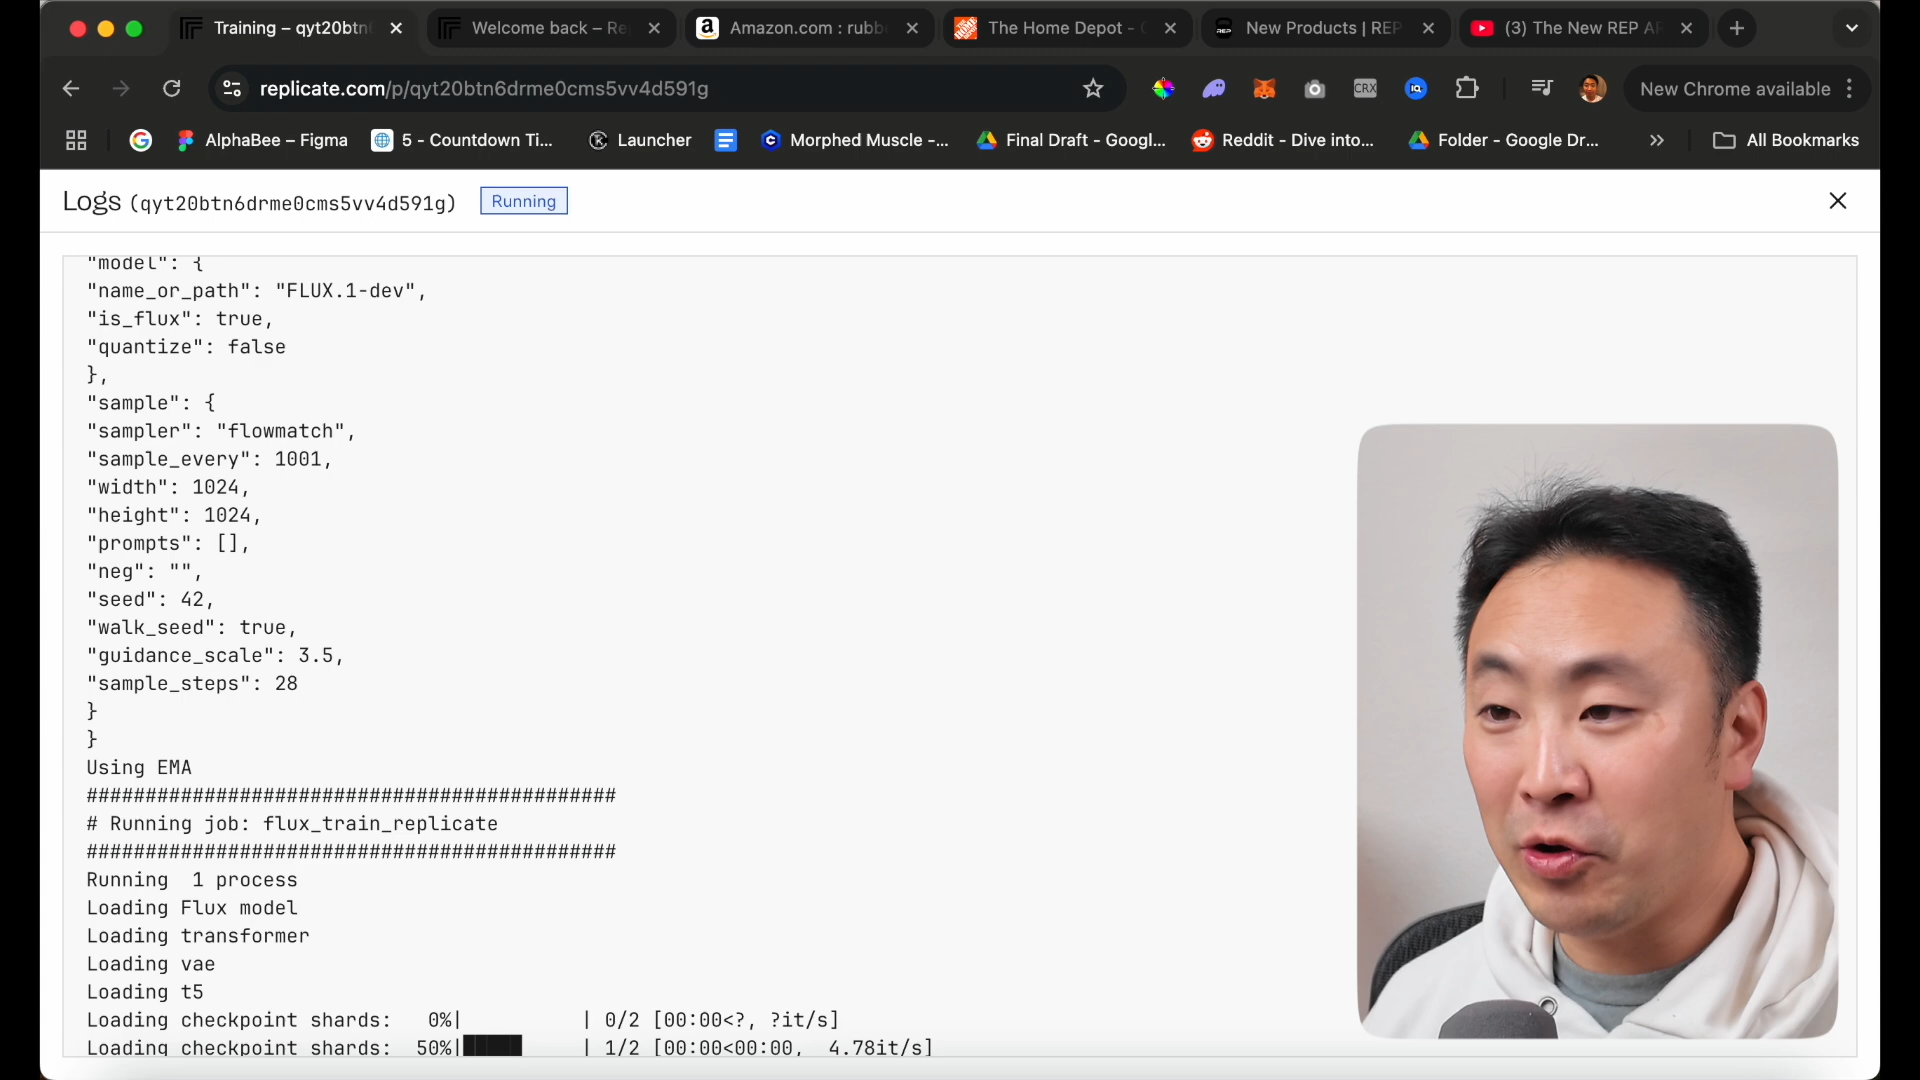 Training – qyt20btn
Welcome back – Re
Amazon.com : rubb
The Home Depot -
New Products | REP
(3) The New REP AR
replicate.com/p/qyt20btn6drme0cms5vv4d591g
CRX
IQ
New Chrome available
AlphaBee – Figma
5 - Countdown Ti...
Launcher
Morphed Muscle -...
Final Draft - Googl...
Reddit - Dive into...
Folder - Google Dr...
All Bookmarks
Logs (qyt20btn6drme0cms5vv4d591g)
Running
"model": {
"name_or_path": "FLUX.1-dev",
"is_flux": true,
"quantize": false
},
"sample": {
"sampler": "flowmatch",
"sample_every": 1001,
"width": 1024,
"height": 1024,
"prompts": [],
"neg": "",
"seed": 42,
"walk_seed": true,
"guidance_scale": 3.5,
"sample_steps": 28
}
}
Using EMA
#############################################
# Running job: flux_train_replicate
#############################################
Running  1 process
Loading Flux model
Loading transformer
Loading vae
Loading t5
Loading checkpoint shards:   0%|          | 0/2 [00:00<?, ?it/s]
Loading checkpoint shards:  50%|█████     | 1/2 [00:00<00:00,  4.78it/s]